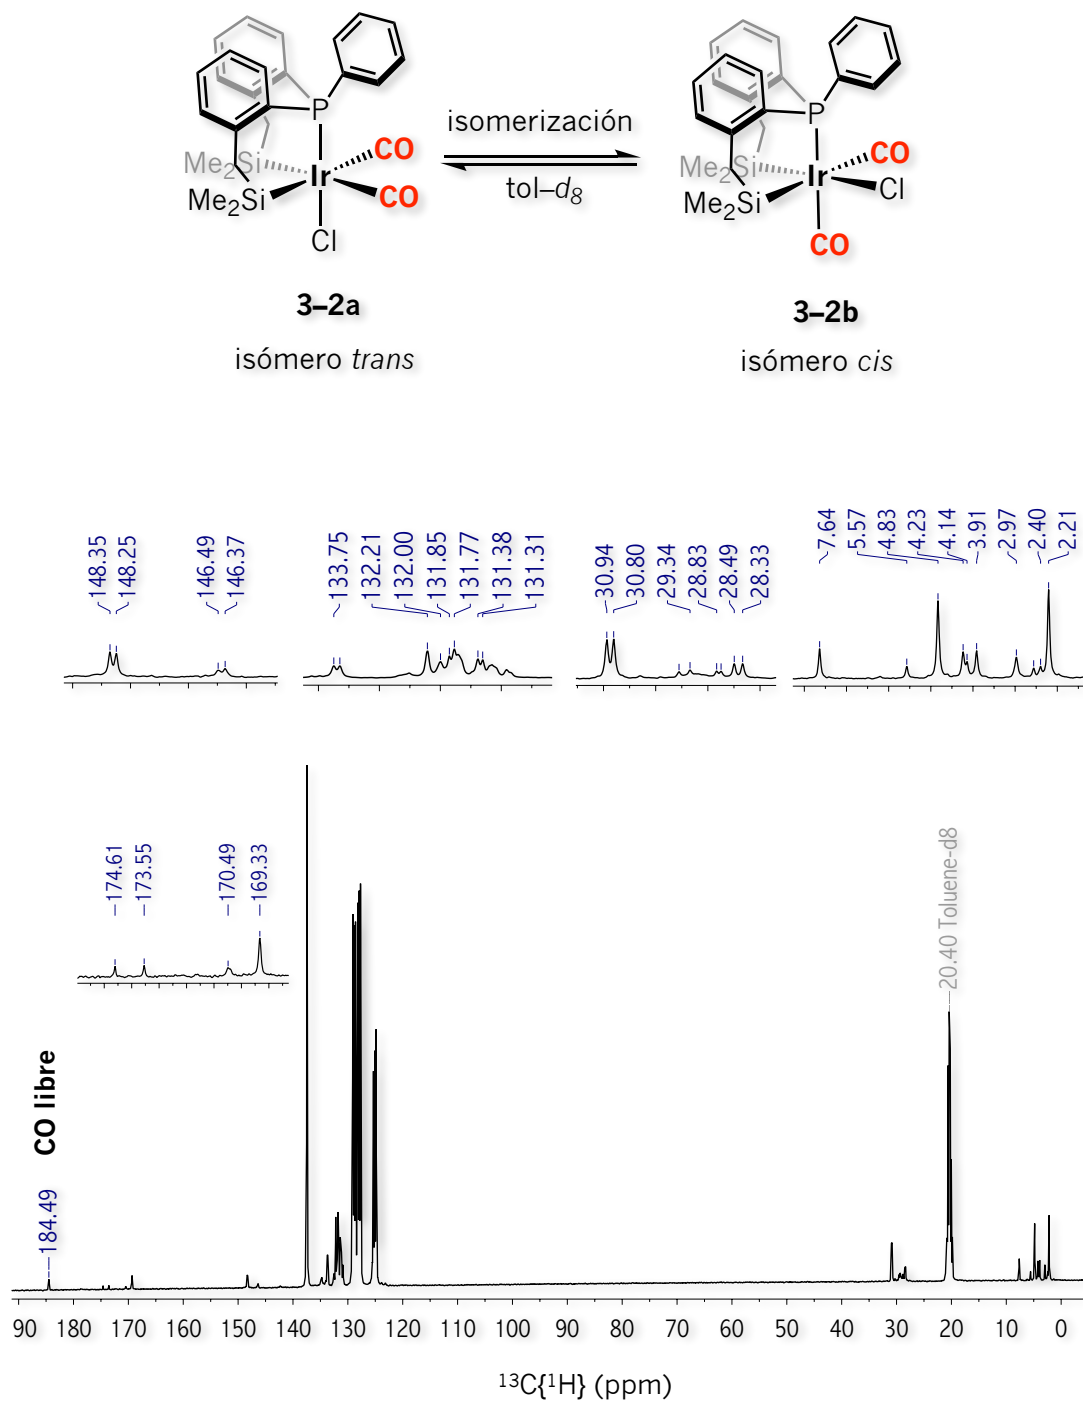 P
P
isomerización
tol–d₈
CO
CO
Me₂Si
Ir
Me₂Si
CO
Cl
Me₂Si
Ir
CO
Me₂Si
Cl
CO
3–2a
3–2b
isómero trans
isómero cis
148.35
148.25
146.49
146.37
133.75
132.21
132.00
131.85
131.77
131.38
131.31
30.94
30.80
29.34
28.83
28.49
28.33
7.64
5.57
4.83
4.23
4.14
3.91
2.97
2.40
2.21
174.61
173.55
170.49
169.33
20.40 Toluene-d8
CO libre
184.49
90 180 170 160 150 140 130 120 110 100 90 80 70 60 50 40 30 20 10 0
¹³C{¹H} (ppm)